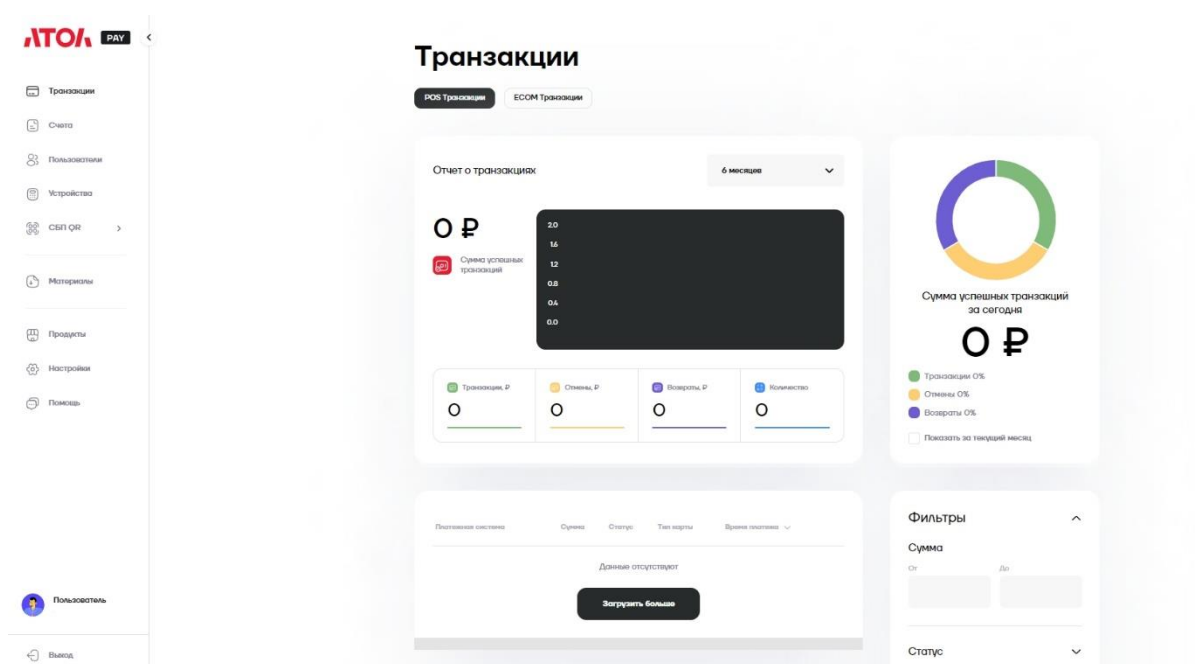 АТОЛ PAY
Транзакции
Счета
Пользователи
Устройства
СБП QR
Материалы
Продукты
Настройки
Помощь
Пользователь
Выход
Транзакции
POS Транзакции
ECOM Транзакции
Отчет о транзакциях
6 месяцев
0 ₽
Сумма успешных
транзакций
2.0
1.6
1.2
0.8
0.4
0.0
Транзакции, ₽
0
Отмены, ₽
0
Возвраты, ₽
0
Количество
0
Сумма успешных транзакций
за сегодня
0 ₽
Транзакции 0%
Отмены 0%
Возвраты 0%
Показать за текущий месяц
Платежная система Сумма Статус Тип карты Время платежа
Данные отсутствуют
Загрузить больше
Фильтры
Сумма
От До
Статус